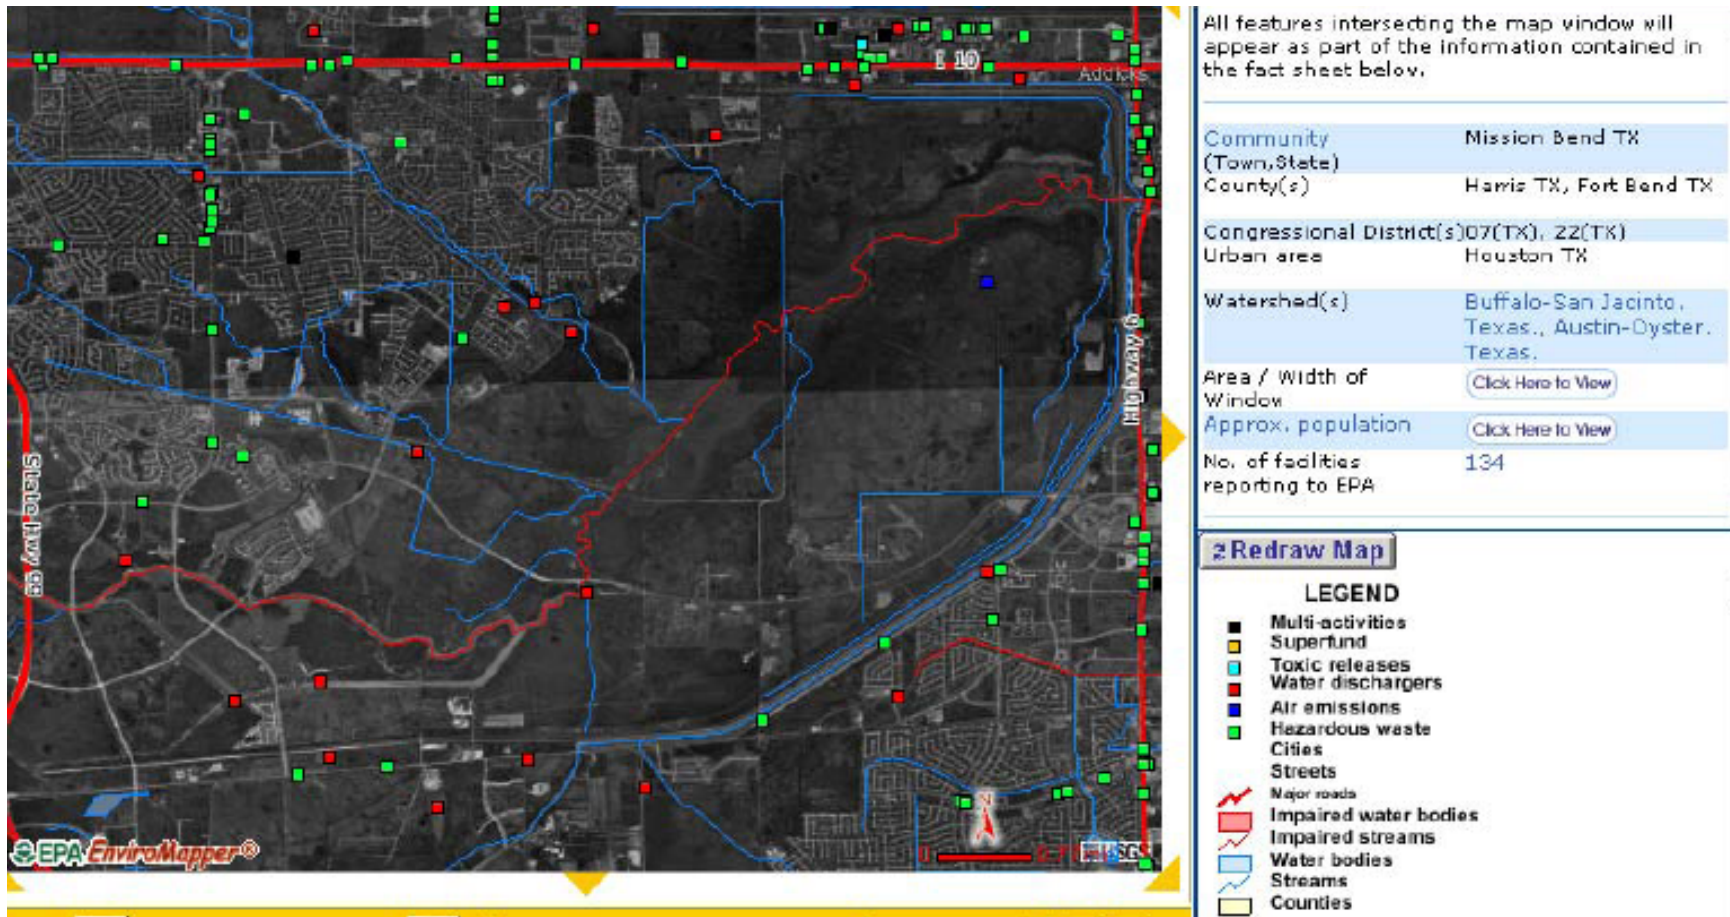 I 10
Addicks
Highway 6
State Hwy 99
EPA EnviroMapper®
N
0
All features intersecting the map window will
appear as part of the information contained in
the fact sheet below.
Community Mission Bend TX
(Town,State)
County(s) Harris TX, Fort Bend TX
Congressional District(s)07(TX), 22(TX)
Urban area Houston TX
Watershed(s) Buffalo-San Jacinto.
Texas., Austin-Oyster.
Texas.
Area / Width of Click Here to View
Window
Approx. population Click Here to View
No. of facilities 134
reporting to EPA
Redraw Map
LEGEND
Multi-activities
Superfund
Toxic releases
Water dischargers
Air emissions
Hazardous waste
Cities
Streets
Major roads
Impaired water bodies
Impaired streams
Water bodies
Streams
Counties